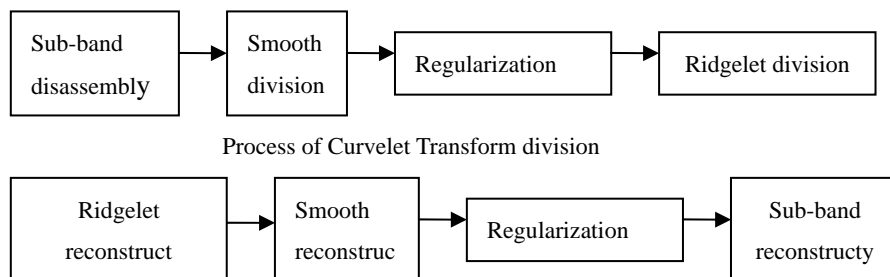 Sub-band
disassembly
Smooth
division
Regularization
Ridgelet division
Process of Curvelet Transform division
Ridgelet
reconstruct
Smooth
reconstruc
Regularization
Sub-band
reconstructy